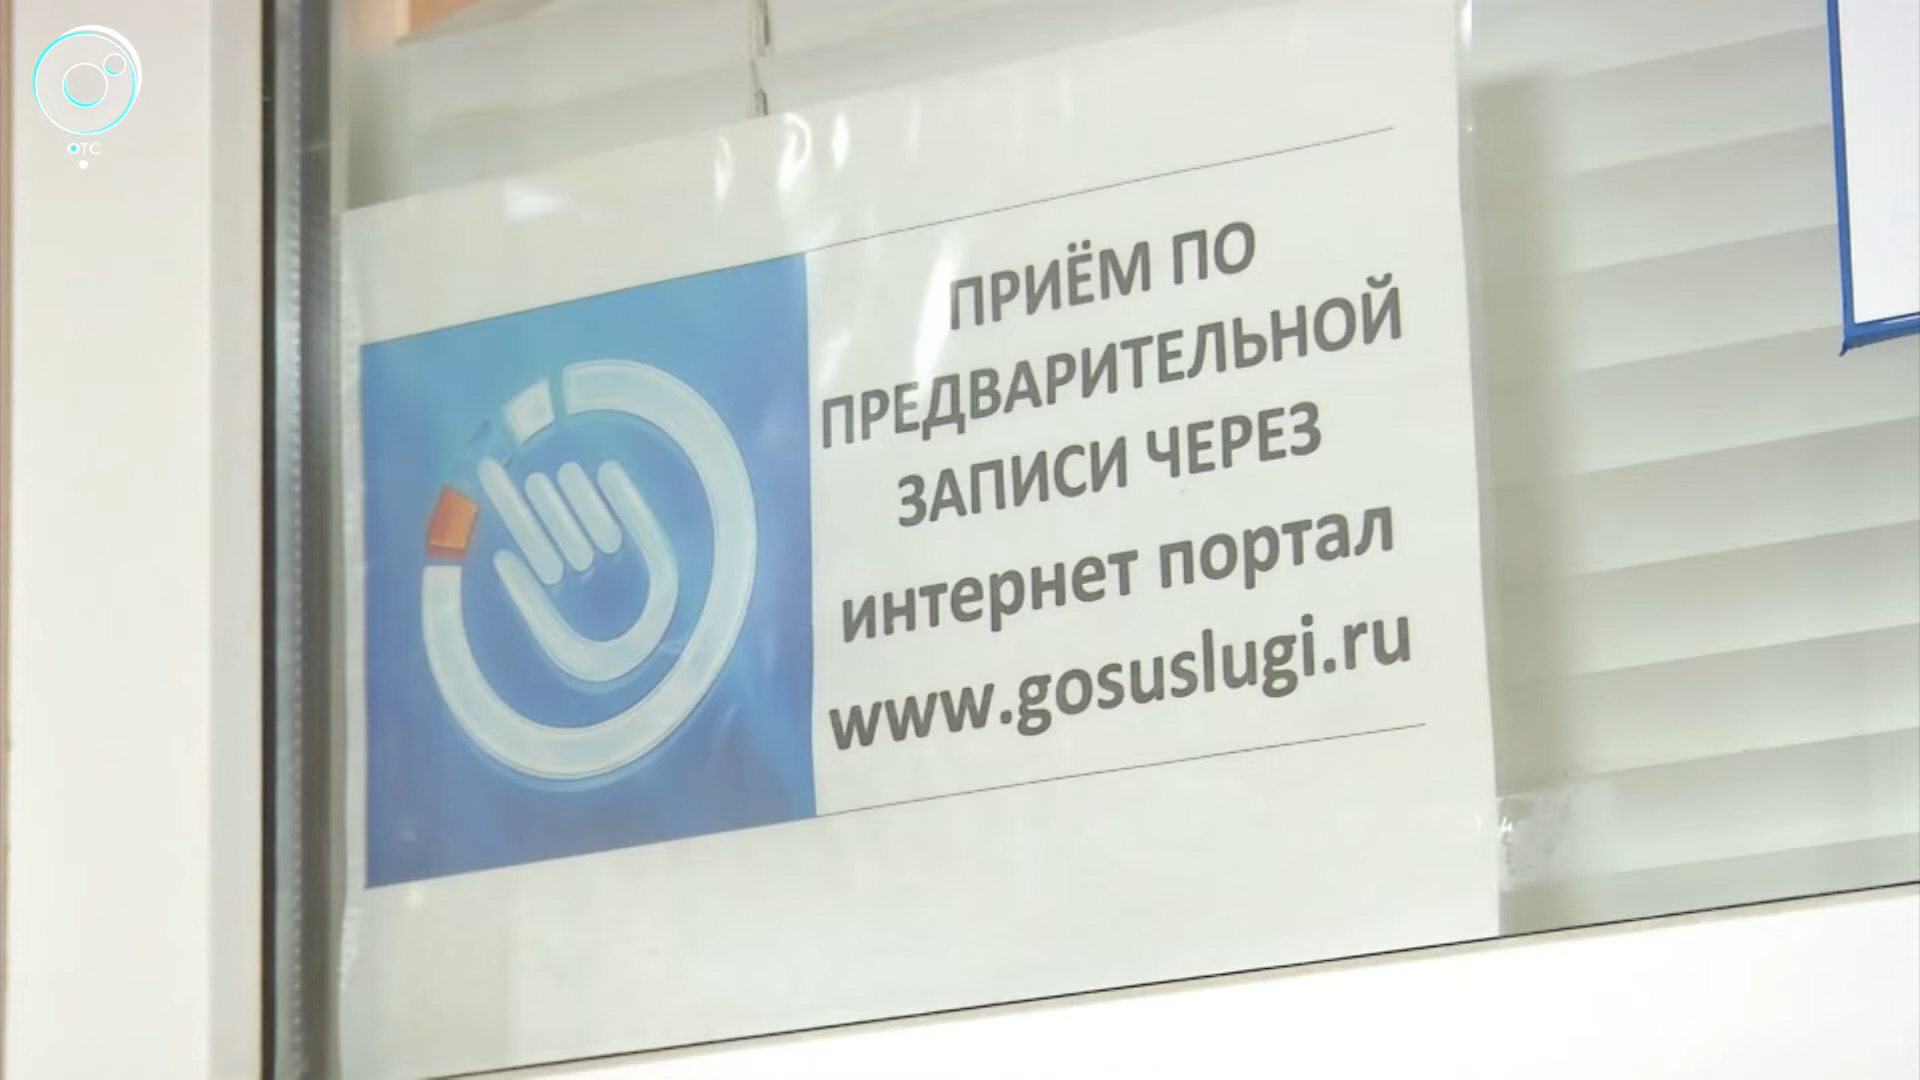 ОТС
ПРИЁМ ПО
ПРЕДВАРИТЕЛЬНОЙ
ЗАПИСИ ЧЕРЕЗ
интернет портал
www.gosuslugi.ru